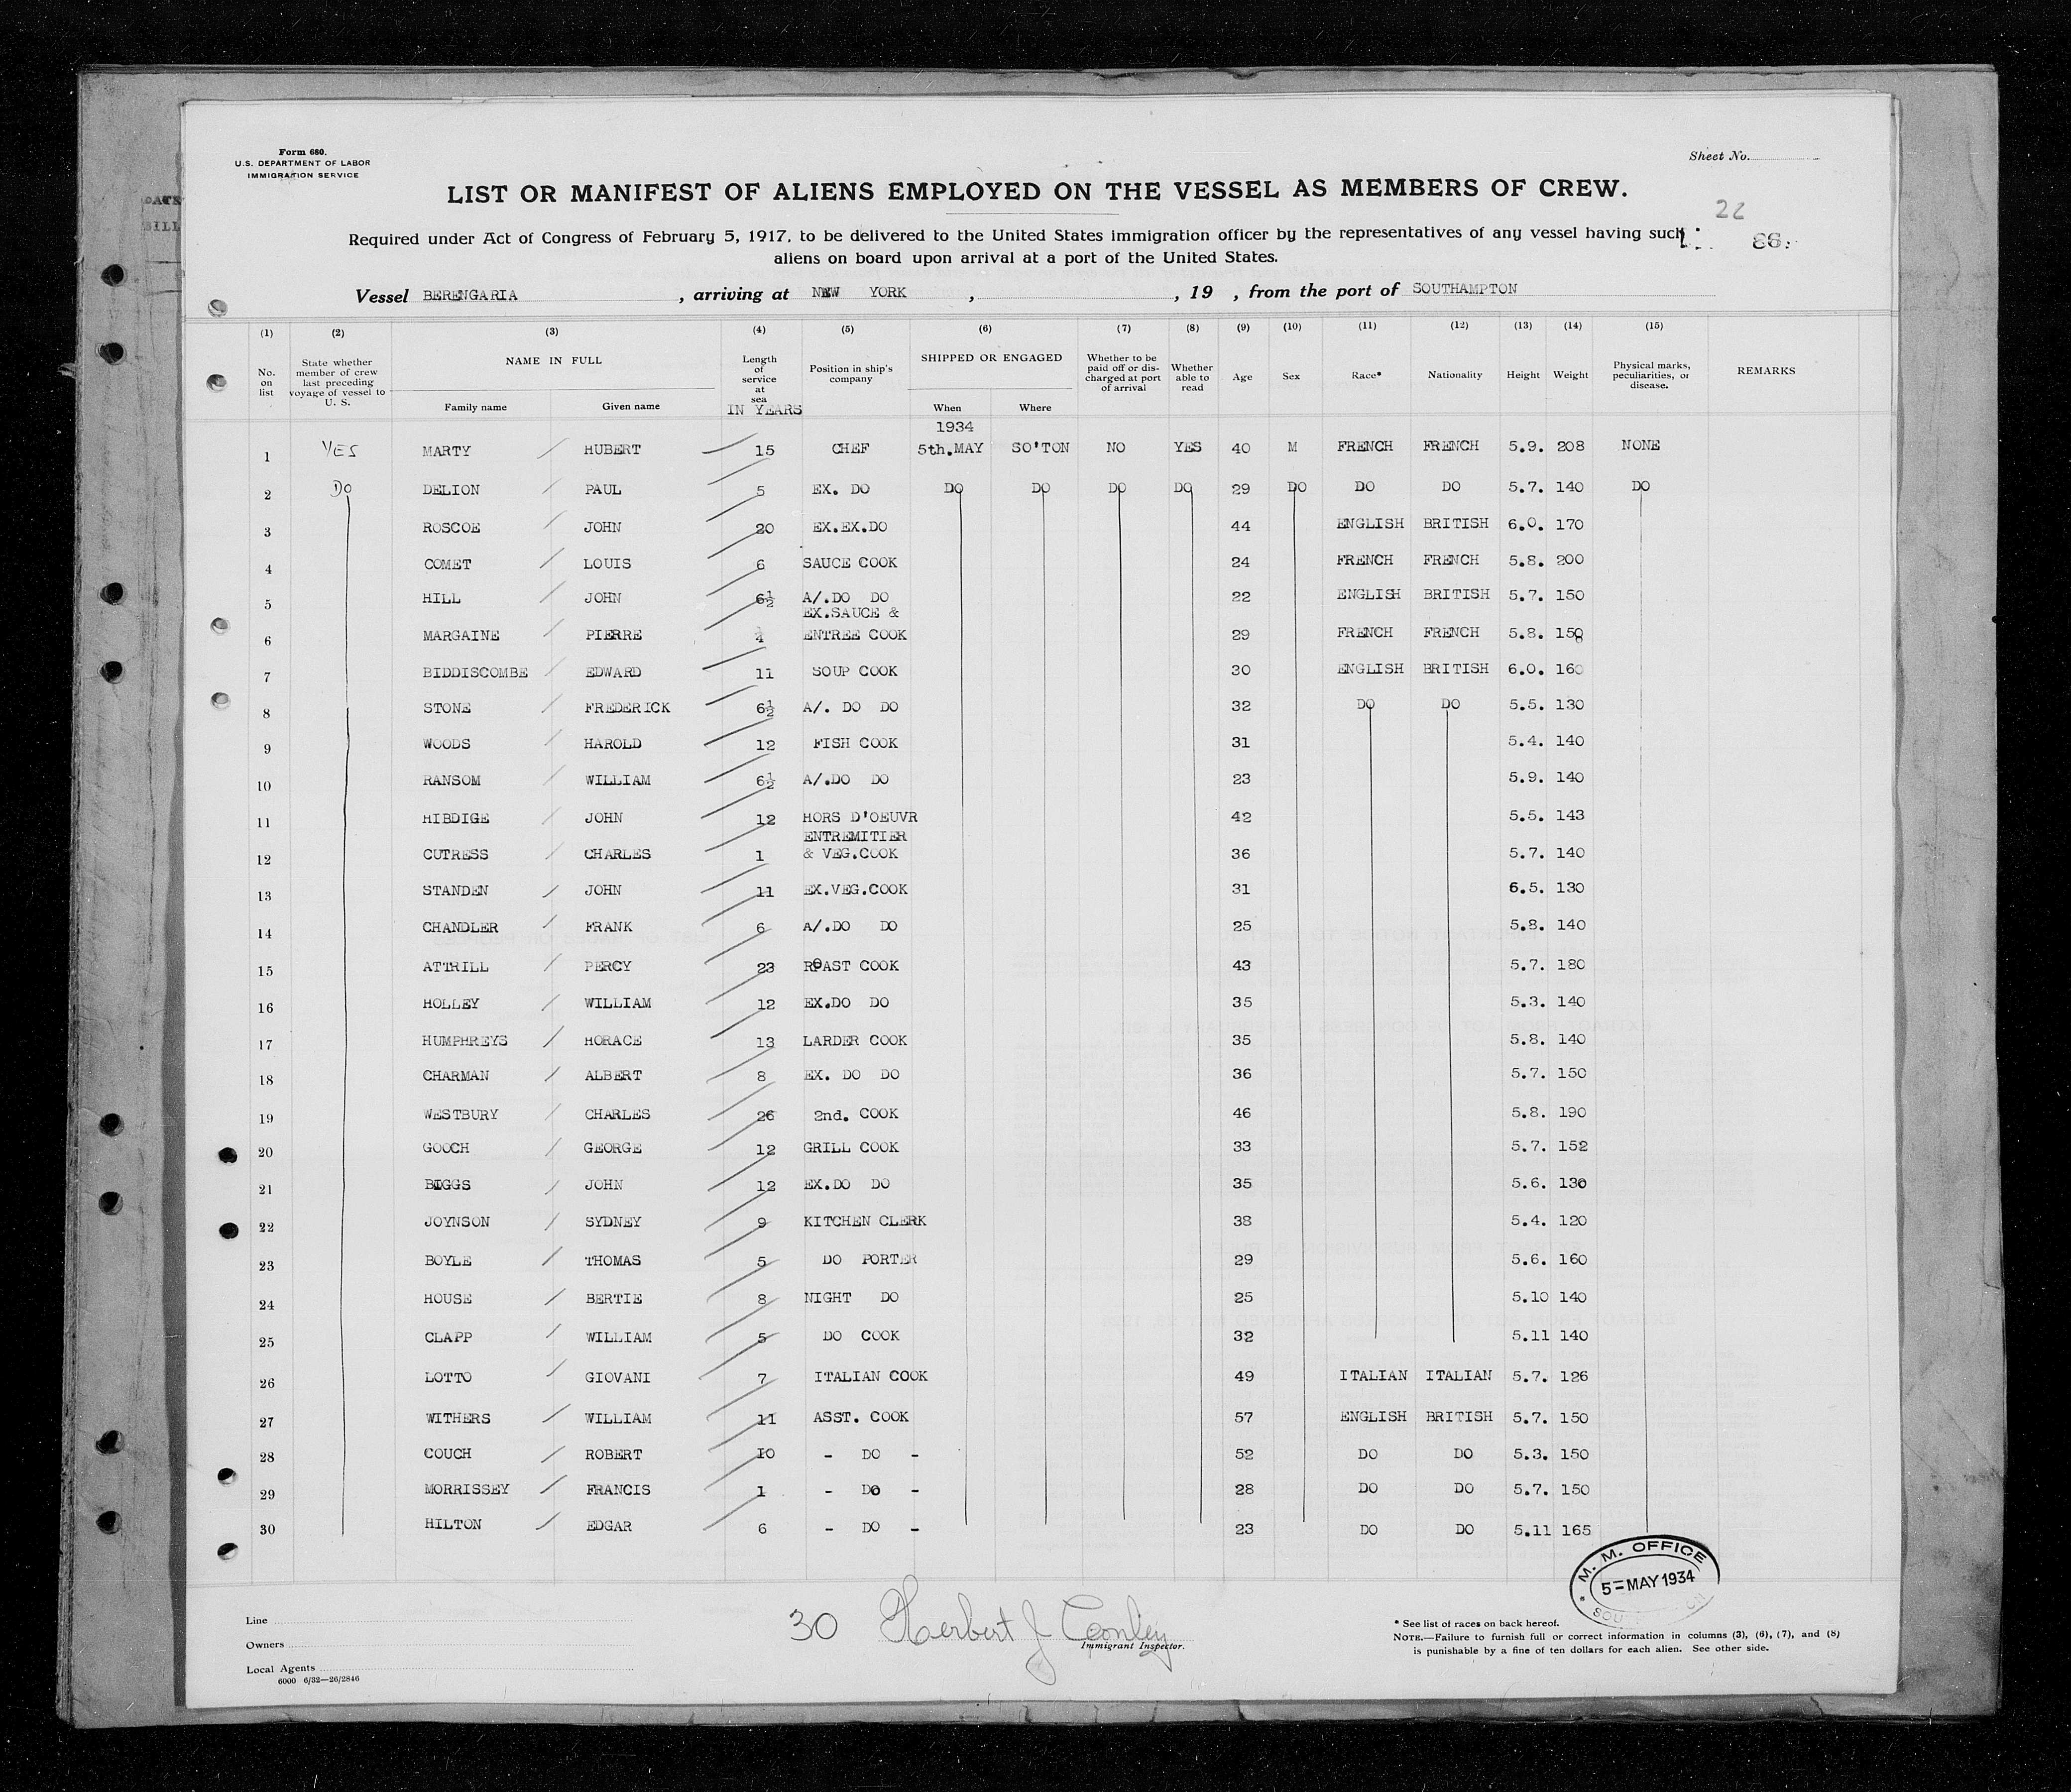 Form 680.
U.S. DEPARTMENT OF LABOR
IMMIGRATION SERVICE
Sheet No.
LIST OR MANIFEST OF ALIENS EMPLOYED ON THE VESSEL AS MEMBERS OF CREW.
22
Required under Act of Congress of February 5, 1917, to be delivered to the United States immigration officer by the representatives of any vessel having such
86
aliens on board upon arrival at a port of the United States.
Vessel BERENGARIA , arriving at NEW YORK , , 19 , from the port of SOUTHAMPTON
(1) (2) (3) (4) (5) (6) (7) (8) (9) (10) (11) (12) (13) (14) (15)
No. on list
State whether member of crew last preceding voyage of vessel to U. S.
NAME IN FULL
Family name Given name
Length of service at sea
IN YEARS
Position in ship's company
SHIPPED OR ENGAGED
When Where
Whether to be paid off or discharged at port of arrival
Whether able to read
Age
Sex
Race*
Nationality
Height
Weight
Physical marks, peculiarities, or disease.
REMARKS
1934
1 YES MARTY HUBERT 15 CHEF 5th.MAY SO'TON NO YES 40 M FRENCH FRENCH 5.9. 208 NONE
2 DO DELION PAUL 5 EX. DO DO DO DO DO 29 DO DO DO 5.7. 140 DO
3 ROSCOE JOHN 20 EX.EX.DO 44 ENGLISH BRITISH 6.0. 170
4 COMET LOUIS 6 SAUCE COOK 24 FRENCH FRENCH 5.8. 200
5 HILL JOHN 6½ A/.DO DO 22 ENGLISH BRITISH 5.7. 150
EX.SAUCE &
6 MARGAINE PIERRE ENTREE COOK 29 FRENCH FRENCH 5.8. 150
7 BIDDISCOMBE EDWARD 11 SOUP COOK 30 ENGLISH BRITISH 6.0. 160
8 STONE FREDERICK 6½ A/. DO DO 32 DO DO 5.5. 130
9 WOODS HAROLD 12 FISH COOK 31 5.4. 140
10 RANSOM WILLIAM 6½ A/.DO DO 23 5.9. 140
11 HIBDIGE JOHN 12 HORS D'OEUVR 42 5.5. 143
ENTREMITIER
12 CUTRESS CHARLES 1 & VEG.COOK 36 5.7. 140
13 STANDEN JOHN 11 EX.VEG.COOK 31 6.5. 130
14 CHANDLER FRANK 6 A/.DO DO 25 5.8. 140
15 ATTRILL PERCY 23 ROAST COOK 43 5.7. 180
16 HOLLEY WILLIAM 12 EX.DO DO 35 5.3. 140
17 HUMPHREYS HORACE 13 LARDER COOK 35 5.8. 140
18 CHARMAN ALBERT 8 EX. DO DO 36 5.7. 150
19 WESTBURY CHARLES 26 2nd. COOK 46 5.8. 190
20 GOOCH GEORGE 12 GRILL COOK 33 5.7. 152
21 BIGGS JOHN 12 EX.DO DO 35 5.6. 130
22 JOYNSON SYDNEY 9 KITCHEN CLERK 38 5.4. 120
23 BOYLE THOMAS 5 DO PORTER 29 5.6. 160
24 HOUSE BERTIE 8 NIGHT DO 25 5.10 140
25 CLAPP WILLIAM 5 DO COOK 32 5.11 140
26 LOTTO GIOVANI 7 ITALIAN COOK 49 ITALIAN ITALIAN 5.7. 126
27 WITHERS WILLIAM 11 ASST. COOK 57 ENGLISH BRITISH 5.7. 150
28 COUCH ROBERT 10 - DO - 52 DO DO 5.3. 150
29 MORRISSEY FRANCIS 1 - DO - 28 DO DO 5.7. 150
30 HILTON EDGAR 6 - DO - 23 DO DO 5.11 165
M. M. OFFICE
5-MAY 1934
Line
Owners
Local Agents
6000 6/32—26/2846
30 Herbert J Conley
Immigrant Inspector.
* See list of races on back hereof.
NOTE.—Failure to furnish full or correct information in columns (3), (6), (7), and (8)
is punishable by a fine of ten dollars for each alien. See other side.